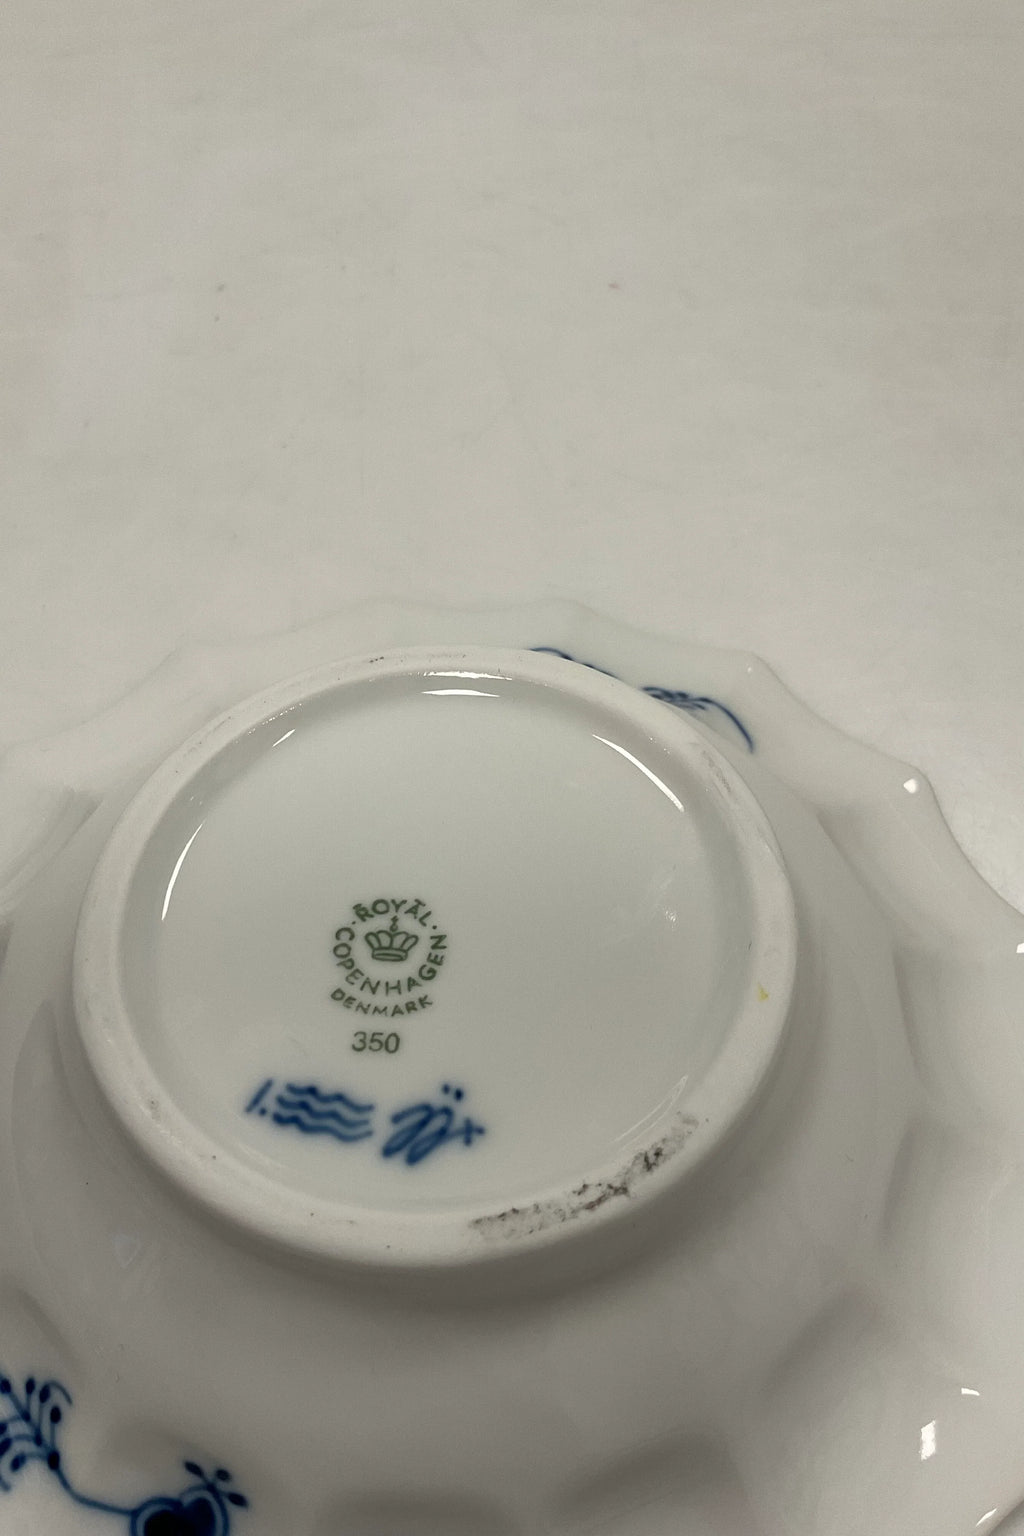 ROYAL
COPENHAGEN
DENMARK
350